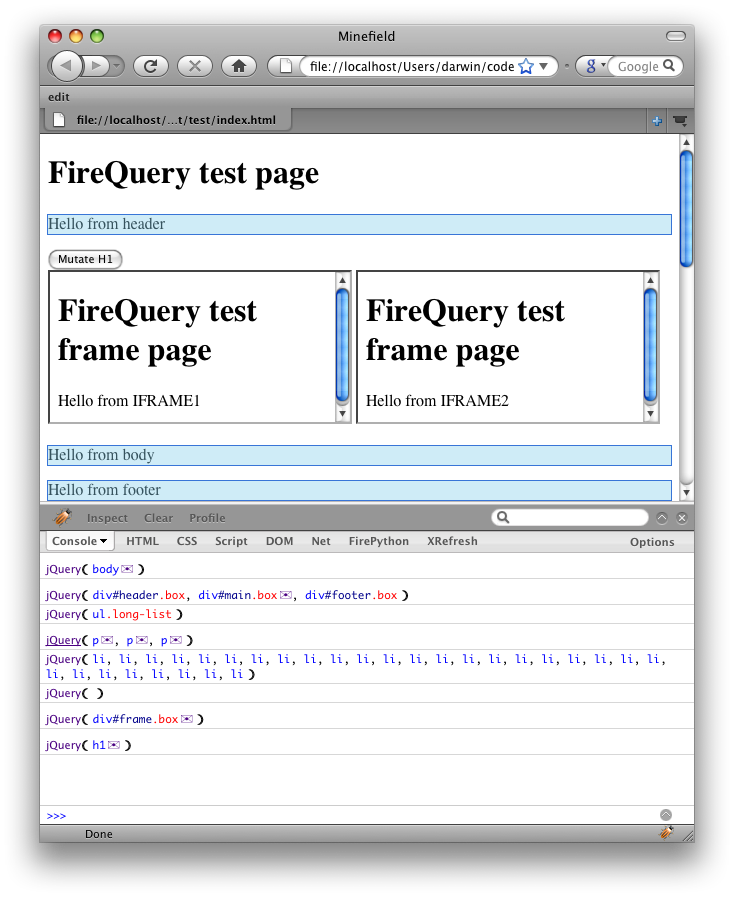 Minefield
file://localhost/Users/darwin/code
g
Google
edit
file://localhost/...t/test/index.html
FireQuery test page
Hello from header
Mutate H1
FireQuery test
frame page
Hello from IFRAME1
FireQuery test
frame page
Hello from IFRAME2
Hello from body
Hello from footer
Inspect Clear Profile
Console HTML CSS Script DOM Net FirePython XRefresh Options
jQuery( body )
jQuery( div#header.box, div#main.box, div#footer.box )
jQuery( ul.long-list )
jQuery( p, p, p )
jQuery( li, li, li, li, li, li, li, li, li, li, li, li, li, li, li, li, li, li, li, li, li, li,
li, li, li, li, li, li, li, li )
jQuery( )
jQuery( div#frame.box )
jQuery( h1 )
>>>
Done